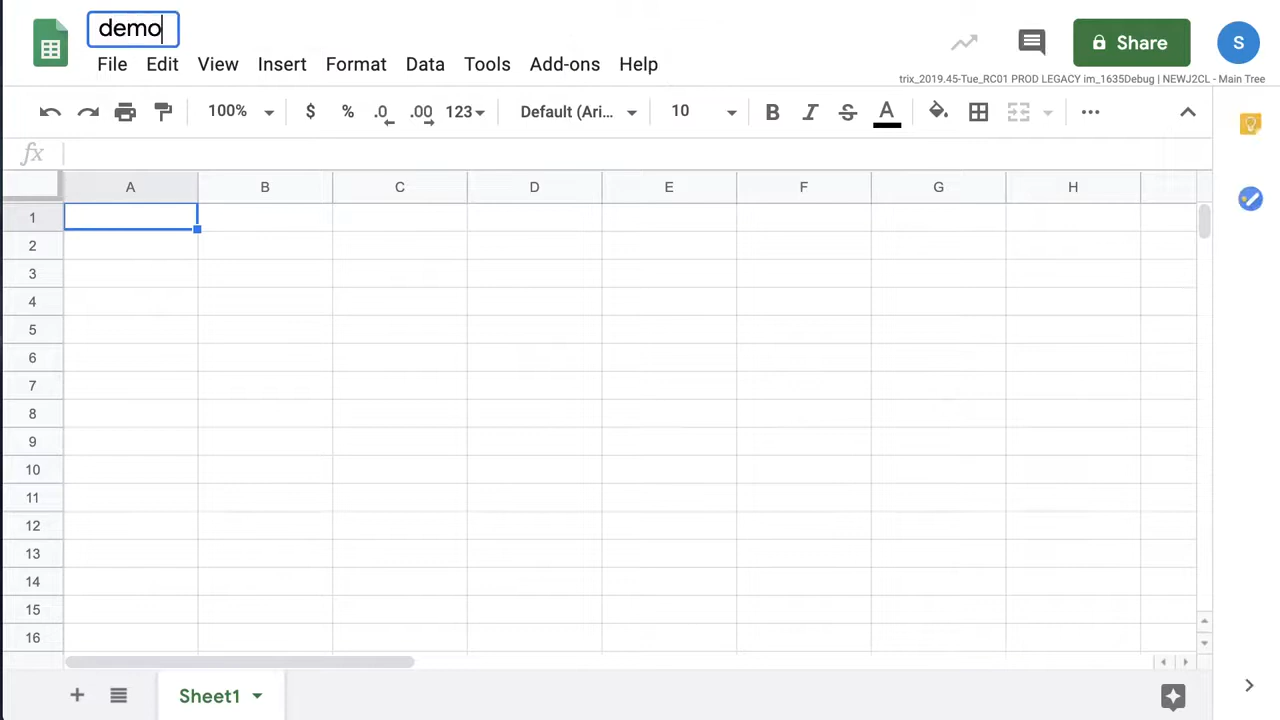 demo
File Edit View Insert Format Data Tools Add-ons Help
Share
S
trix_2019.45-Tue_RC01 PROD LEGACY im_1635Debug | NEWJ2CL - Main Tree
100% $ % .0 .00 123 Default (Ari... 10 B I S A
fx
A B C D E F G H
1
2
3
4
5
6
7
8
9
10
11
12
13
14
15
16
Sheet1